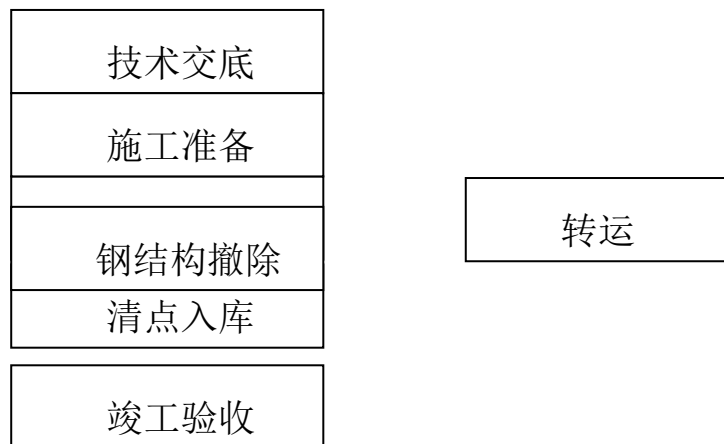 技术交底
施工准备
转运
钢结构撤除
清点入库
竣工验收